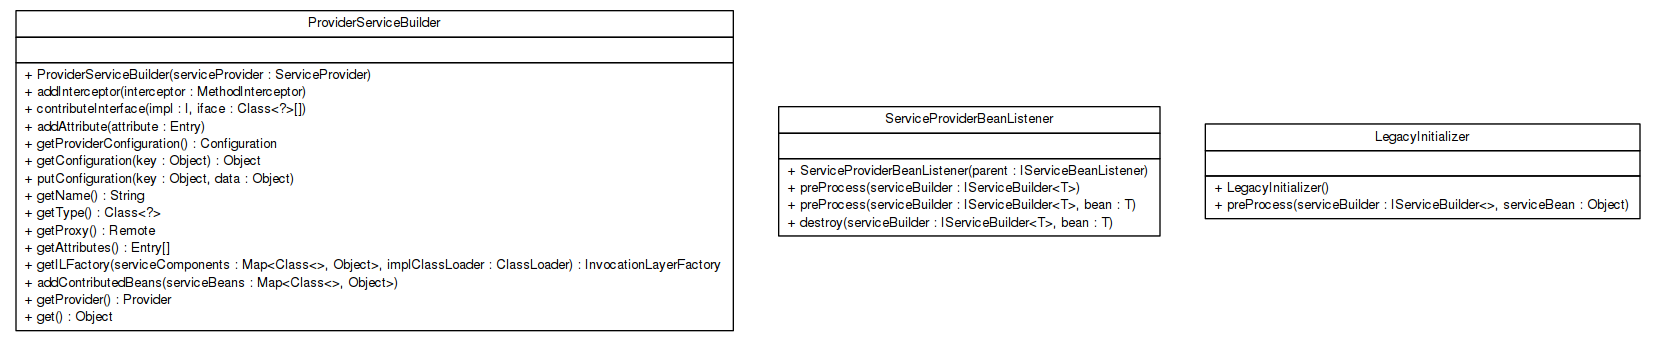 ProviderServiceBuilder
+ ProviderServiceBuilder(serviceProvider : ServiceProvider)
+ addInterceptor(interceptor : MethodInterceptor)
+ contributeInterface(impl : I, iface : Class<?>[])
+ addAttribute(attribute : Entry)
+ getProviderConfiguration() : Configuration
+ getConfiguration(key : Object) : Object
+ putConfiguration(key : Object, data : Object)
+ getName() : String
+ getType() : Class<?>
+ getProxy() : Remote
+ getAttributes() : Entry[]
+ getILFactory(serviceComponents : Map<Class<>, Object>, implClassLoader : ClassLoader) : InvocationLayerFactory
+ addContributedBeans(serviceBeans : Map<Class<>, Object>)
+ getProvider() : Provider
+ get() : Object
ServiceProviderBeanListener
+ ServiceProviderBeanListener(parent : IServiceBeanListener)
+ preProcess(serviceBuilder : IServiceBuilder<T>)
+ preProcess(serviceBuilder : IServiceBuilder<T>, bean : T)
+ destroy(serviceBuilder : IServiceBuilder<T>, bean : T)
LegacyInitializer
+ LegacyInitializer()
+ preProcess(serviceBuilder : IServiceBuilder<>, serviceBean : Object)